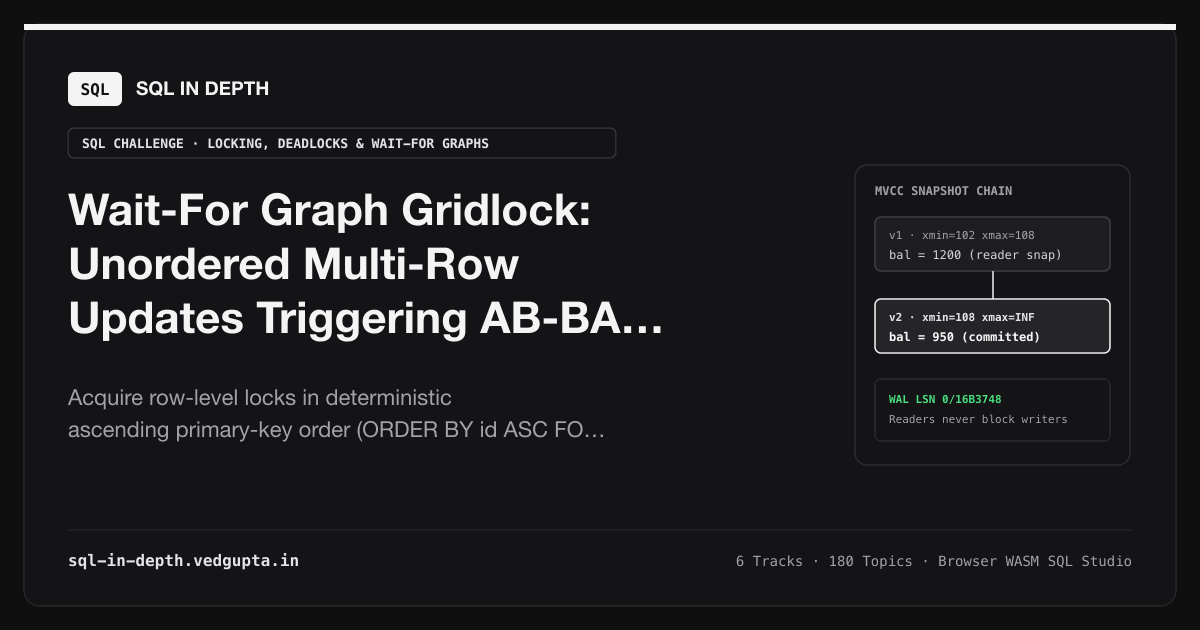 SQL
SQL IN DEPTH
SQL CHALLENGE · LOCKING, DEADLOCKS & WAIT-FOR GRAPHS
Wait-For Graph Gridlock:
Unordered Multi-Row
Updates Triggering AB-BA…
Acquire row-level locks in deterministic
ascending primary-key order (ORDER BY id ASC FO…
MVCC SNAPSHOT CHAIN
v1 · xmin=102 xmax=108
bal = 1200 (reader snap)
v2 · xmin=108 xmax=INF
bal = 950 (committed)
WAL LSN 0/16B3748
Readers never block writers
sql-in-depth.vedgupta.in
6 Tracks · 180 Topics · Browser WASM SQL Studio